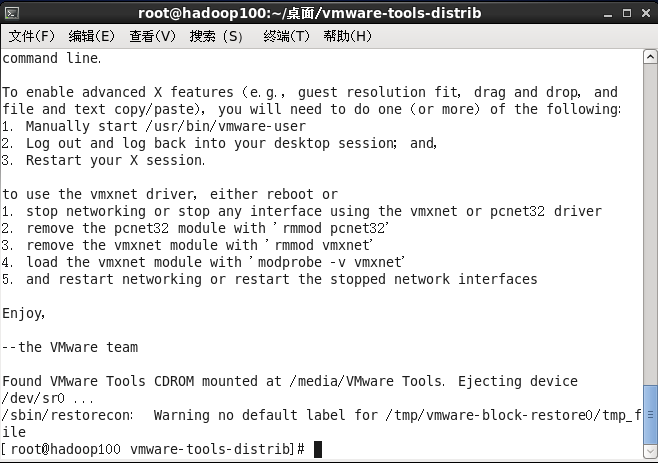 root@hadoop100:~/桌面/vmware-tools-distrib
文件(F) 编辑(E) 查看(V) 搜索 (S) 终端(T) 帮助(H)
command line.
To enable advanced X features (e.g., guest resolution fit, drag and drop, and
file and text copy/paste), you will need to do one (or more) of the following:
1. Manually start /usr/bin/vmware-user
2. Log out and log back into your desktop session; and,
3. Restart your X session.
to use the vmxnet driver, either reboot or
1. stop networking or stop any interface using the vmxnet or pcnet32 driver
2. remove the pcnet32 module with 'rmmod pcnet32'
3. remove the vmxnet module with 'rmmod vmxnet'
4. load the vmxnet module with 'modprobe -v vmxnet'
5. and restart networking or restart the stopped network interfaces
Enjoy,
--the VMware team
Found VMware Tools CDROM mounted at /media/VMware Tools. Ejecting device
/dev/sr0 ...
/sbin/restorecon:  Warning no default label for /tmp/vmware-block-restore0/tmp_f
ile
[root@hadoop100 vmware-tools-distrib]#